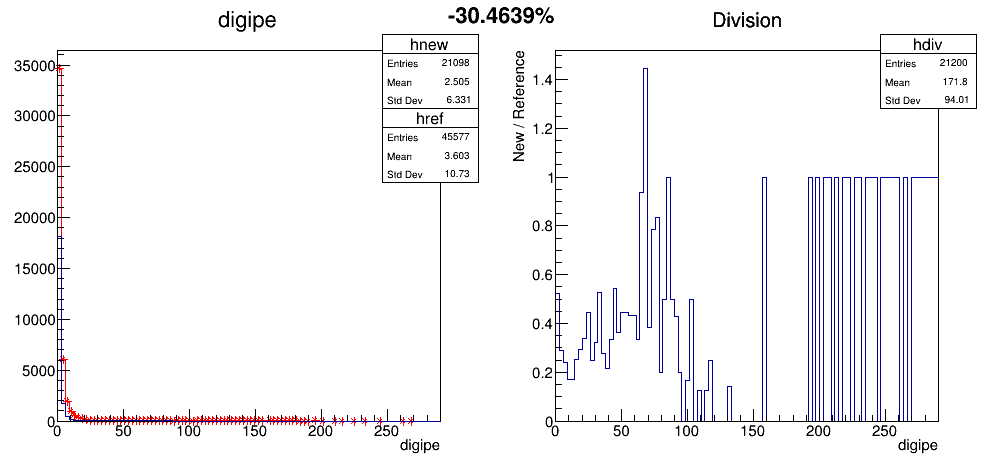 -30.4639%
digipe
hnew
Entries 21098
Mean 2.505
Std Dev 6.331
href
Entries 45577
Mean 3.603
Std Dev 10.73
35000
30000
25000
20000
15000
10000
5000
0
0 50 100 150 200 250
digipe
Division
hdiv
Entries 21200
Mean 171.8
Std Dev 94.01
New / Reference
1.4
1.2
1
0.8
0.6
0.4
0.2
0
0 50 100 150 200 250
digipe